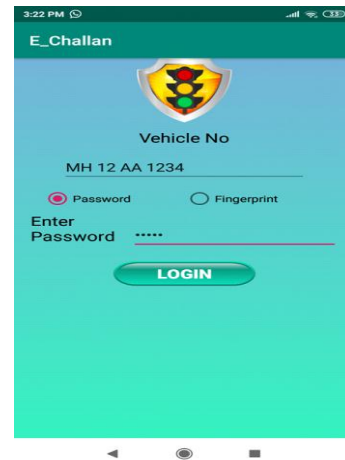 3:22 PM
E_Challan
Vehicle No
MH 12 AA 1234
Password Fingerprint
Enter
Password •••••
LOGIN